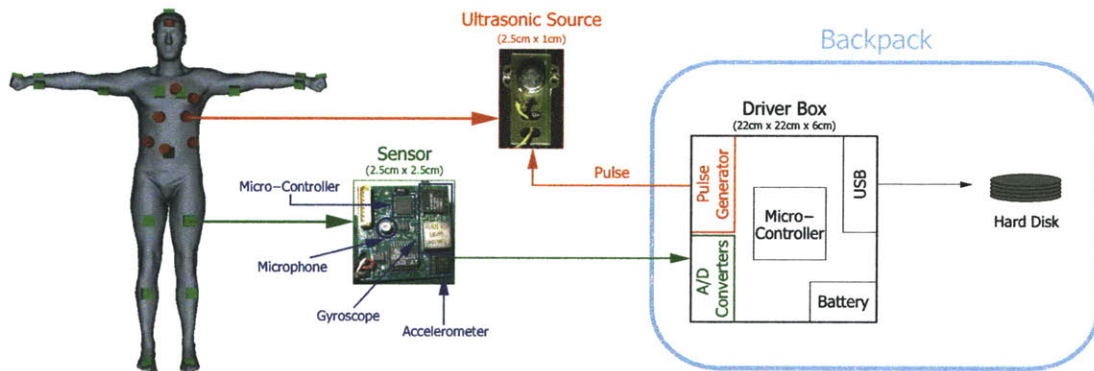 Ultrasonic Source
(2.5cm x 1cm)
Backpack
Driver Box
(22cm x 22cm x 6cm)
Sensor
(2.5cm x 2.5cm)
Micro-Controller
Pulse
Pulse
Generator
USB
Micro-
Controller
Hard Disk
Microphone
A/D
Converters
Gyroscope
Battery
Accelerometer